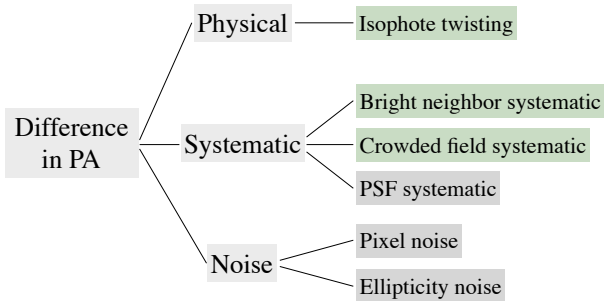 Difference
in PA
Physical
Isophote twisting
Systematic
Bright neighbor systematic
Crowded field systematic
PSF systematic
Noise
Pixel noise
Ellipticity noise